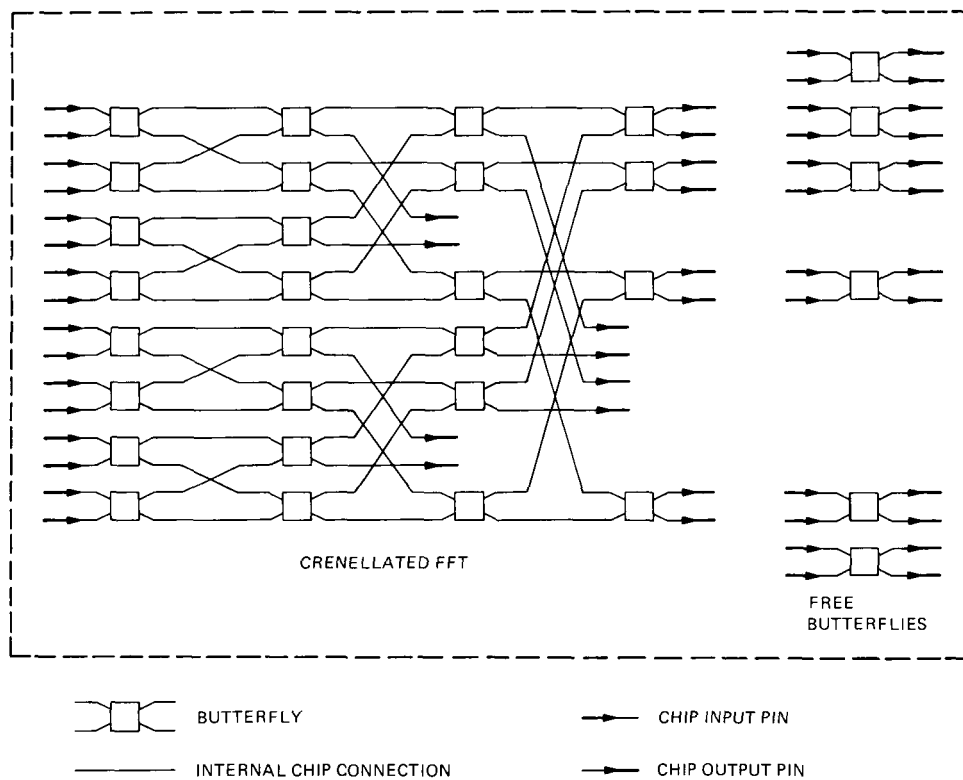 CRENELLATED FFT
FREE
BUTTERFLIES
BUTTERFLY
CHIP INPUT PIN
INTERNAL CHIP CONNECTION
CHIP OUTPUT PIN